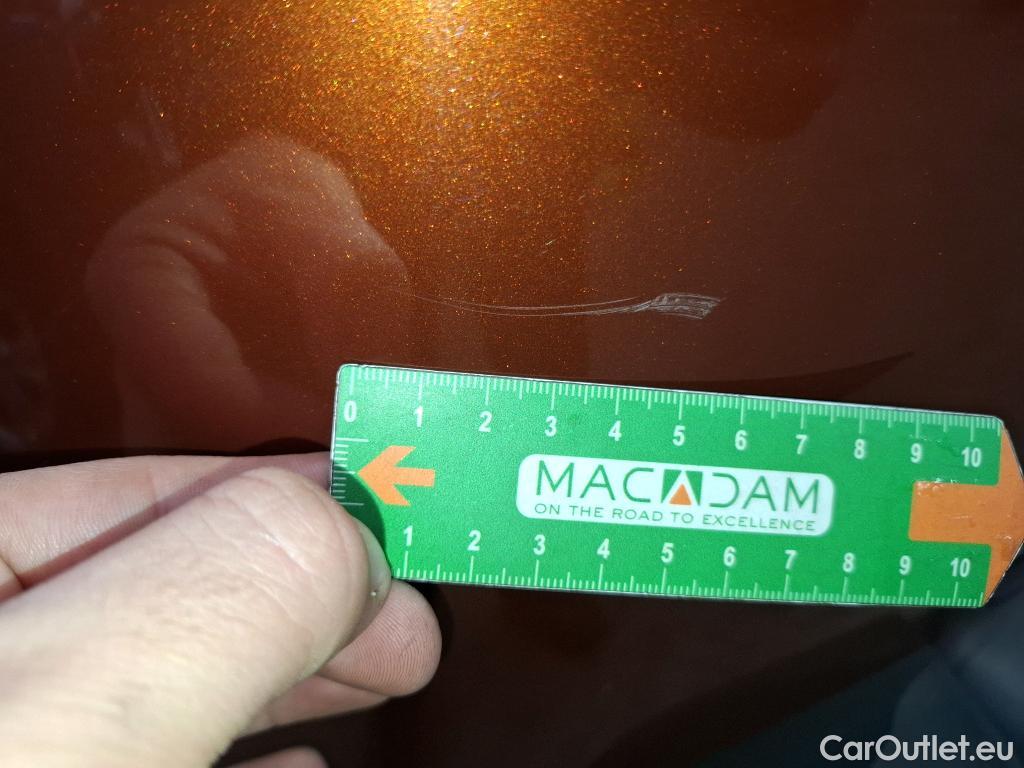 0 1 2 3 4 5 6 7 8 9 10
MACADAM
ON THE ROAD TO EXCELLENCE
1 2 3 4 5 6 7 8 9 10
CarOutlet.eu